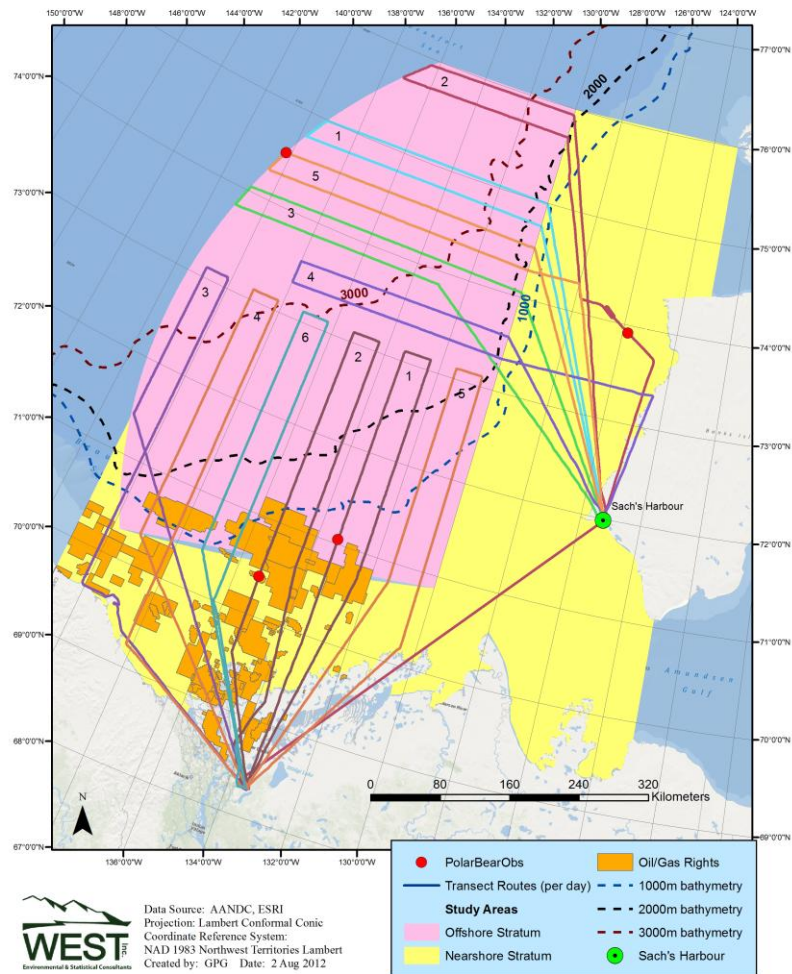 150°0'0"W 148°0'0"W 146°0'0"W 144°0'0"W 142°0'0"W 140°0'0"W 138°0'0"W 136°0'0"W 134°0'0"W 132°0'0"W 130°0'0"W 128°0'0"W 126°0'0"W 124°0'0"W
77°0'0"N
74°0'0"N
2
2000
1
76°0'0"N
5
73°0'0"N
3
75°0'0"N
3
4
3000
1000
4
72°0'0"N
6
2
74°0'0"N
1
5
71°0'0"N
73°0'0"N
Sach's Harbour
70°0'0"N
72°0'0"N
69°0'0"N
71°0'0"N
Amundsen
Gulf
68°0'0"N
70°0'0"N
0 80 160 240 320
Kilometers
N
67°0'0"N
69°0'0"N
136°0'0"W 134°0'0"W 132°0'0"W 130°0'0"W
PolarBearObs
Transect Routes (per day)
Study Areas
Offshore Stratum
Nearshore Stratum
Oil/Gas Rights
1000m bathymetry
2000m bathymetry
3000m bathymetry
Sach's Harbour
WEST Inc.
Environmental & Statistical Consultants
Data Source: AANDC, ESRI
Projection: Lambert Conformal Conic
Coordinate Reference System:
NAD 1983 Northwest Territories Lambert
Created by: GPG Date: 2 Aug 2012